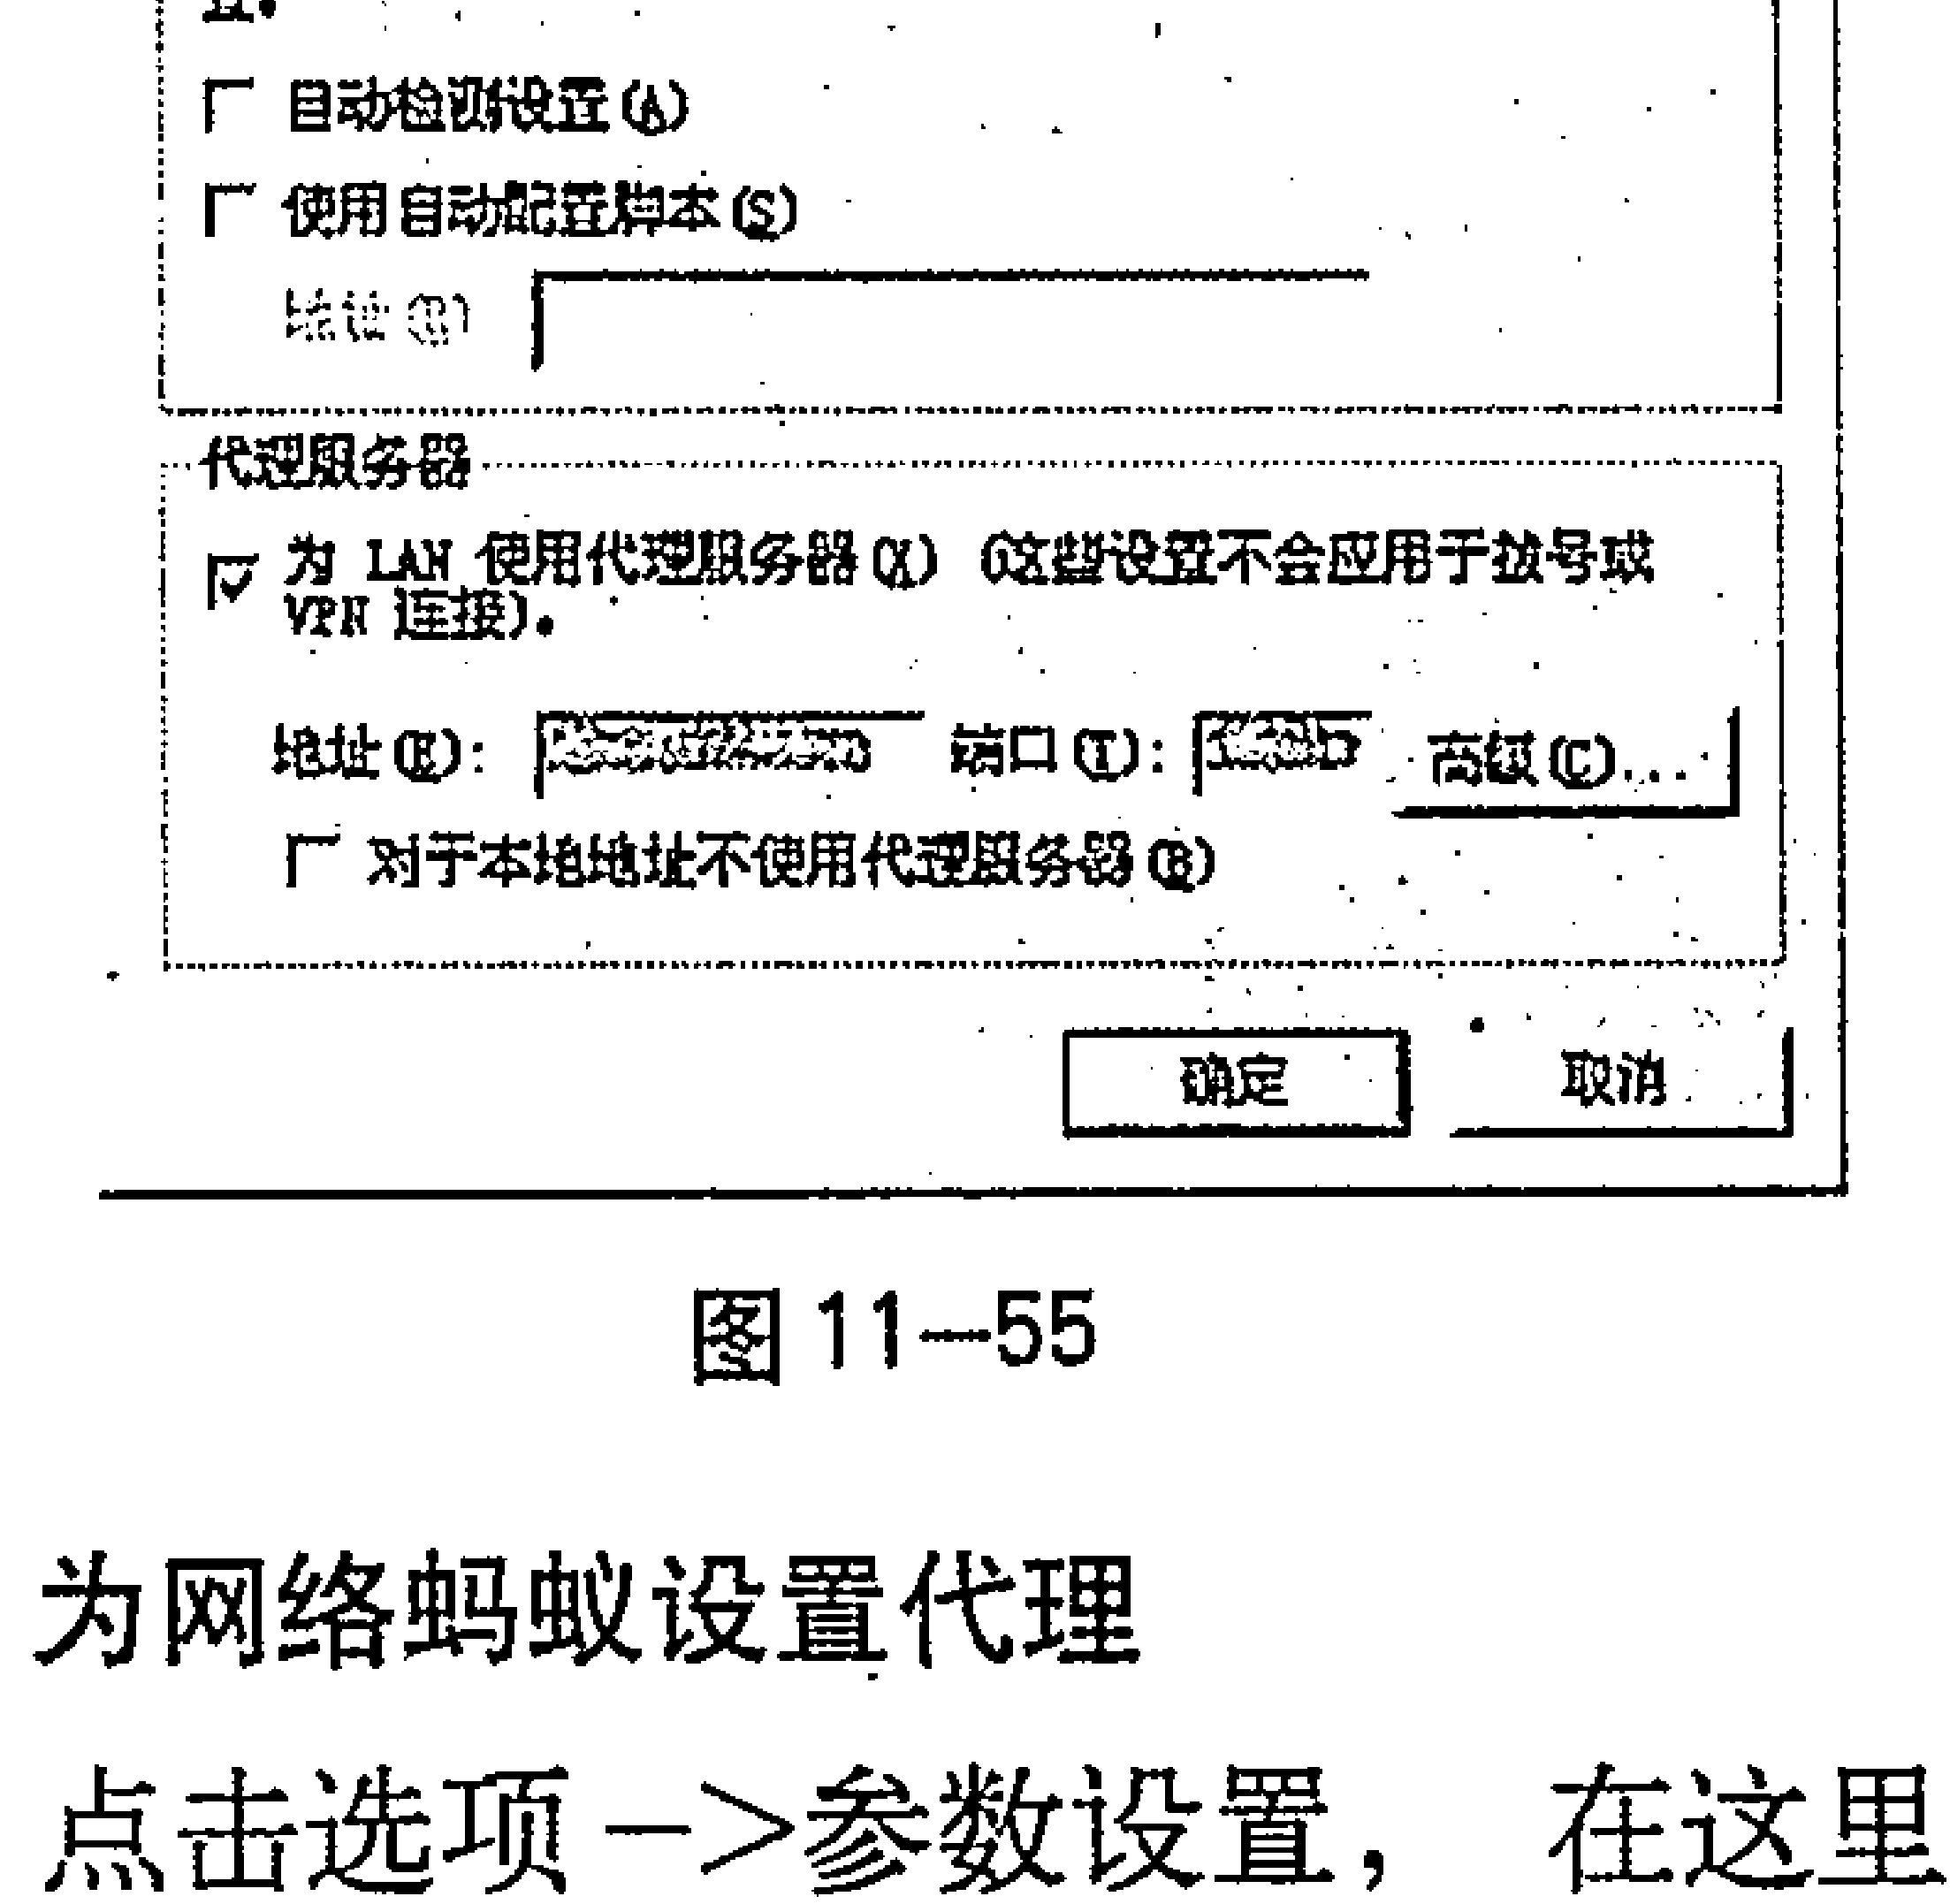 置。
自动检测设置(A)
使用自动配置脚本(S)
地址(R)
代理服务器
为 LAN 使用代理服务器(X) (这些设置不会应用于拨号或
VPN 连接)。
地址(E): 端口(T): 高级(C)...
对于本地地址不使用代理服务器(B)
确定 取消
图 11—55
为网络蚂蚁设置代理
点击选项->参数设置， 在这里